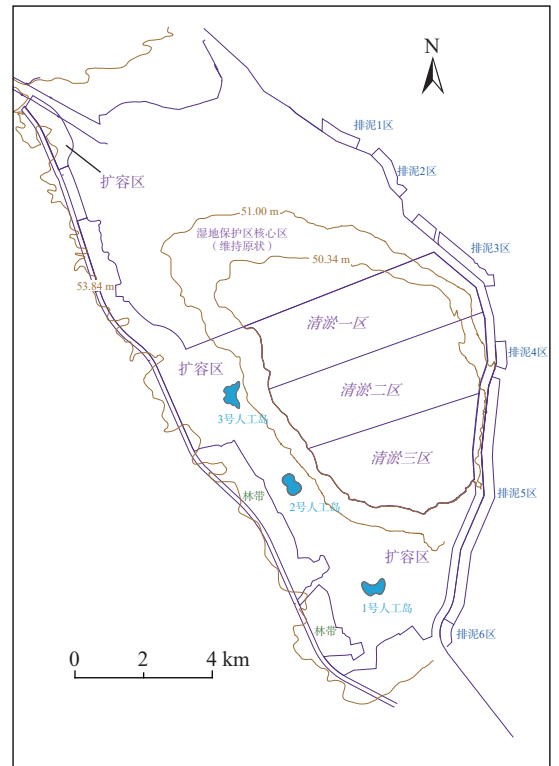 N
排泥1区
排泥2区
扩容区
51.00 m
湿地保护区核心区
（维持原状）
排泥3区
50.34 m
53.84 m
清淤一区
排泥4区
扩容区
清淤二区
3号人工岛
清淤三区
林带
排泥5区
2号人工岛
扩容区
1号人工岛
林带
排泥6区
0 2 4 km